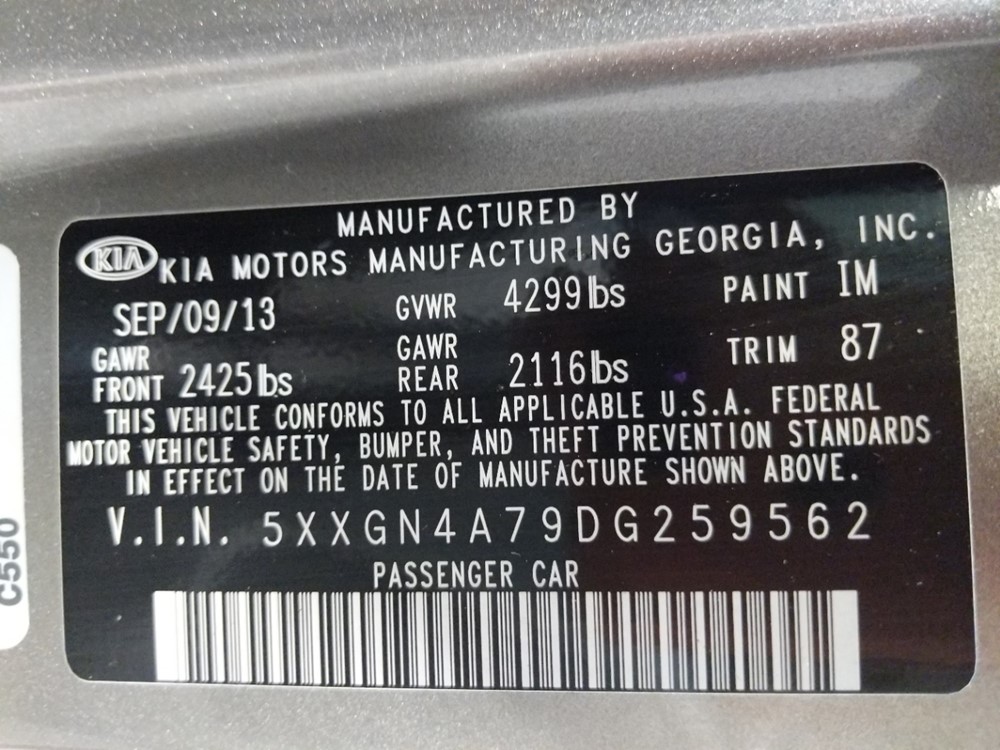 MANUFACTURED BY
KIA KIA MOTORS MANUFACTURING GEORGIA, INC.
SEP/09/13 GVWR 4299lbs PAINT IM
GAWR FRONT 2425lbs GAWR REAR 2116lbs TRIM 87
THIS VEHICLE CONFORMS TO ALL APPLICABLE U.S.A. FEDERAL
MOTOR VEHICLE SAFETY, BUMPER, AND THEFT PREVENTION STANDARDS
IN EFFECT ON THE DATE OF MANUFACTURE SHOWN ABOVE.
V.I.N. 5XXGN4A79DG259562
PASSENGER CAR
C550